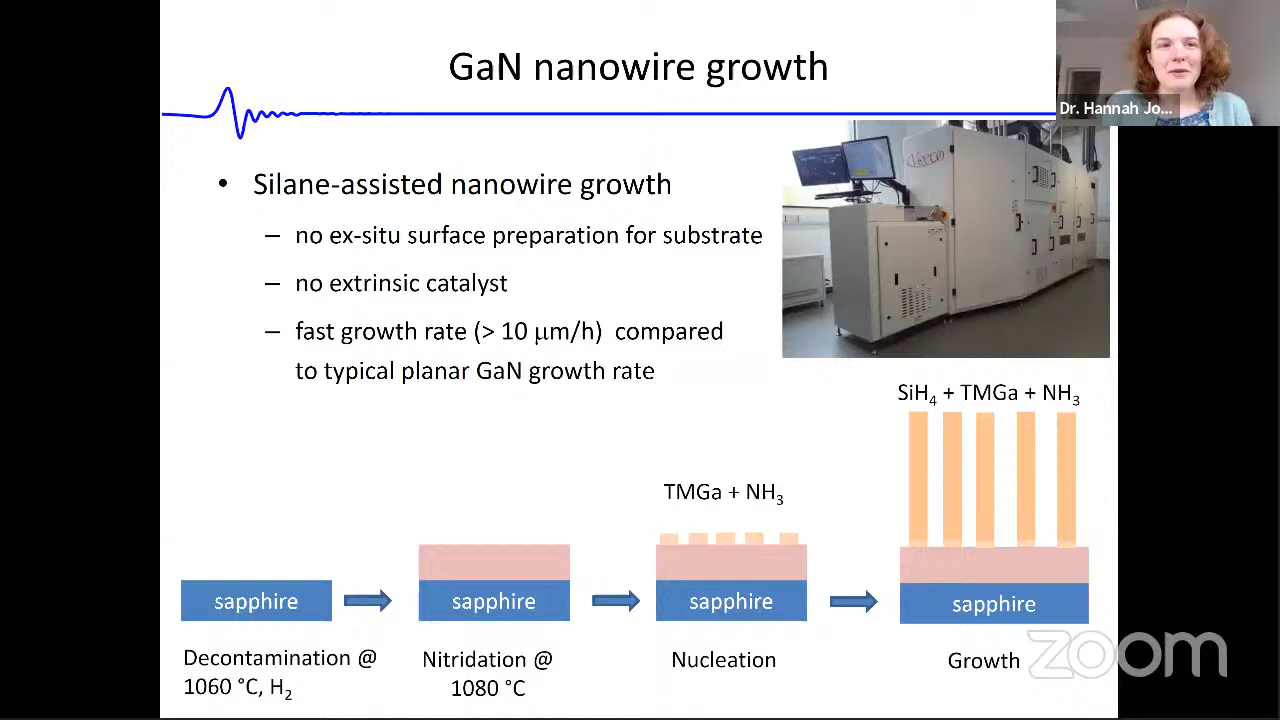 GaN nanowire growth
Dr. Hannah Jo...
Veeco
• Silane-assisted nanowire growth
– no ex-situ surface preparation for substrate
– no extrinsic catalyst
– fast growth rate (> 10 μm/h) compared
to typical planar GaN growth rate
SiH₄ + TMGa + NH₃
TMGa + NH₃
sapphire
sapphire
sapphire
sapphire
Decontamination @
1060 °C, H₂
Nitridation @
1080 °C
Nucleation
Growth
zoom